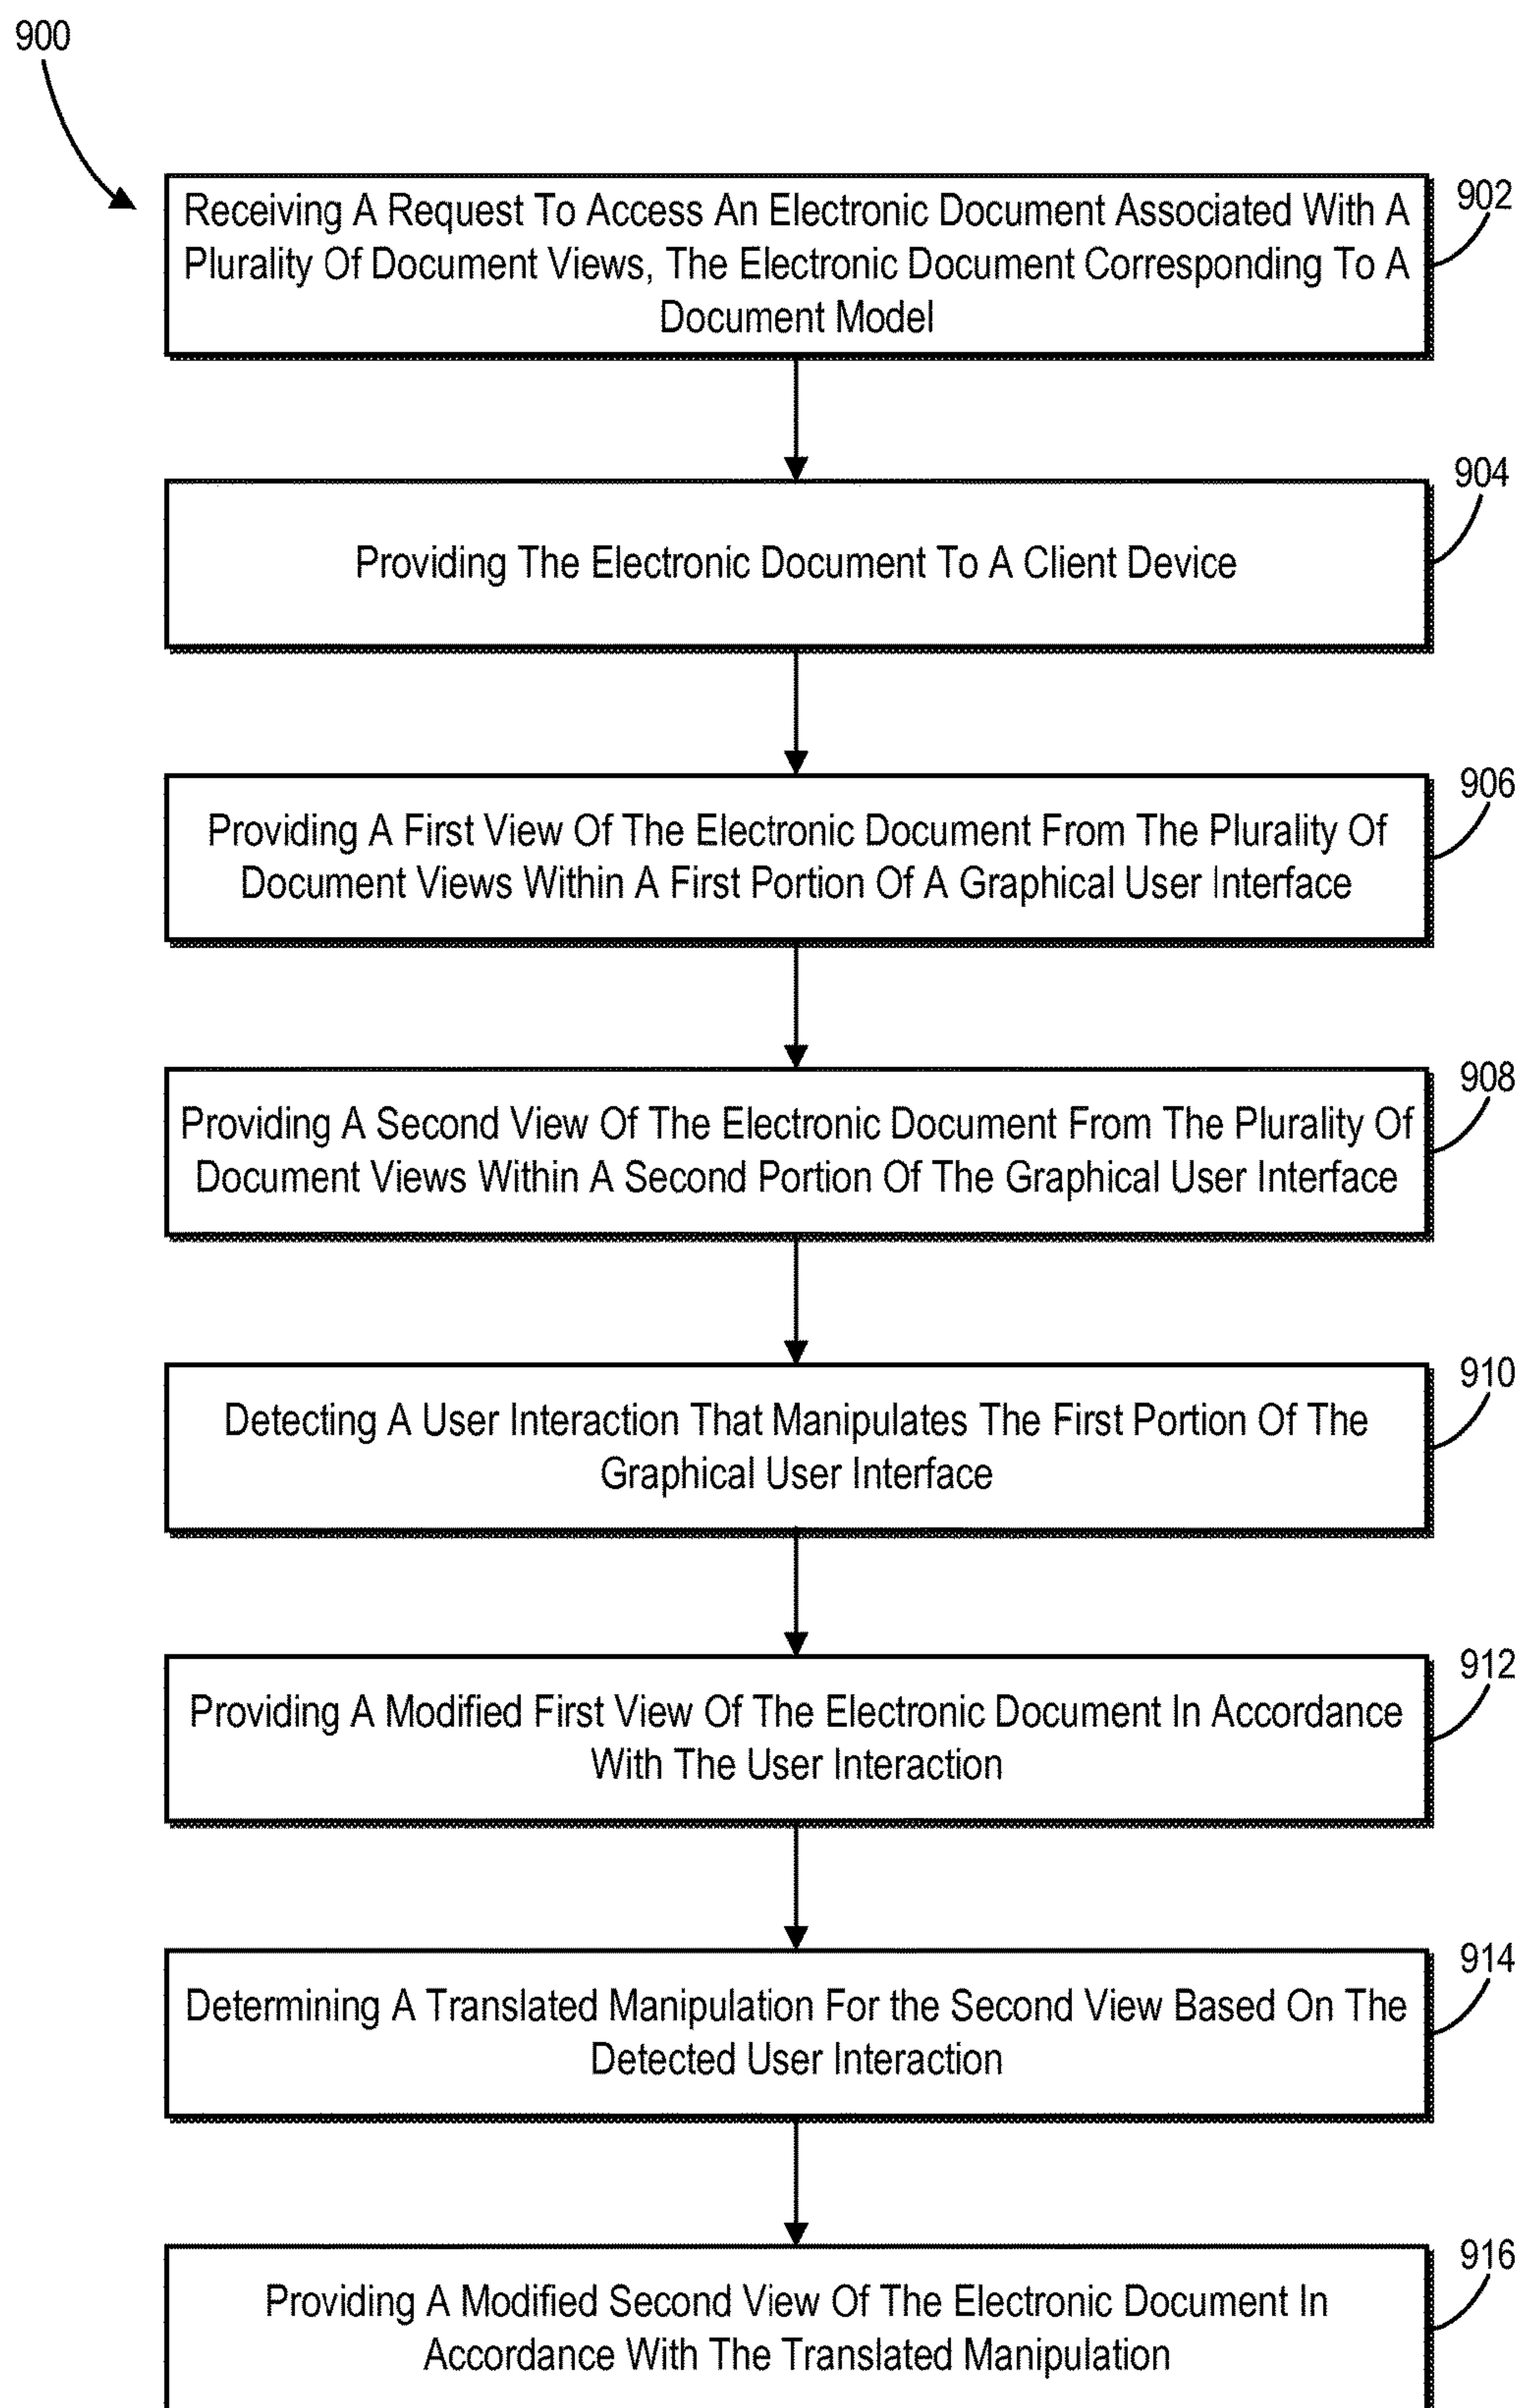 900
Receiving A Request To Access An Electronic Document Associated With A
Plurality Of Document Views, The Electronic Document Corresponding To A
Document Model
902
Providing The Electronic Document To A Client Device
904
Providing A First View Of The Electronic Document From The Plurality Of
Document Views Within A First Portion Of A Graphical User Interface
906
Providing A Second View Of The Electronic Document From The Plurality Of
Document Views Within A Second Portion Of The Graphical User Interface
908
Detecting A User Interaction That Manipulates The First Portion Of The
Graphical User Interface
910
Providing A Modified First View Of The Electronic Document In Accordance
With The User Interaction
912
Determining A Translated Manipulation For the Second View Based On The
Detected User Interaction
914
Providing A Modified Second View Of The Electronic Document In
Accordance With The Translated Manipulation
916